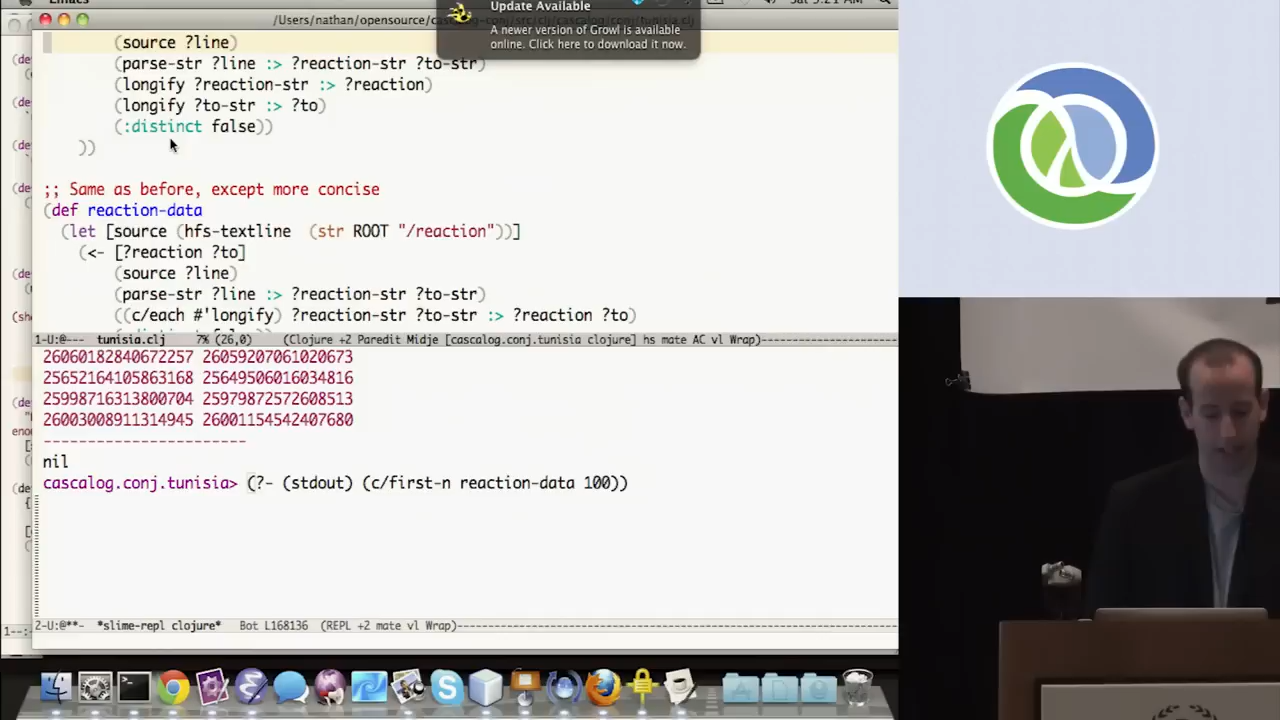 Emacs
Update Available
Sat 5:21 AM
A newer version of Growl is available
online. Click here to download it now.
(source ?line)
(parse-str ?line :> ?reaction-str ?to-str)
(longify ?reaction-str :> ?reaction)
(longify ?to-str :> ?to)
(:distinct false))
))
;; Same as before, except more concise
(def reaction-data
(let [source (hfs-textline (str ROOT "/reaction"))]
(<- [?reaction ?to]
(source ?line)
(parse-str ?line :> ?reaction-str ?to-str)
((c/each #'longify) ?reaction-str ?to-str :> ?reaction ?to)
1-U:@--- tunisia.clj 7% (26,0) (Clojure +2 Paredit Midje [cascalog.conj.tunisia clojure] hs mate AC vl Wrap)
26060182840672257 26059207061020673
25652164105863168 25649506016034816
25998716313800704 25979872572608513
26003008911314945 26001154542407680
-----------------------
nil
cascalog.conj.tunisia> (?- (stdout) (c/first-n reaction-data 100))
2-U:@**- *slime-repl clojure* Bot L168136 (REPL +2 mate vl Wrap)